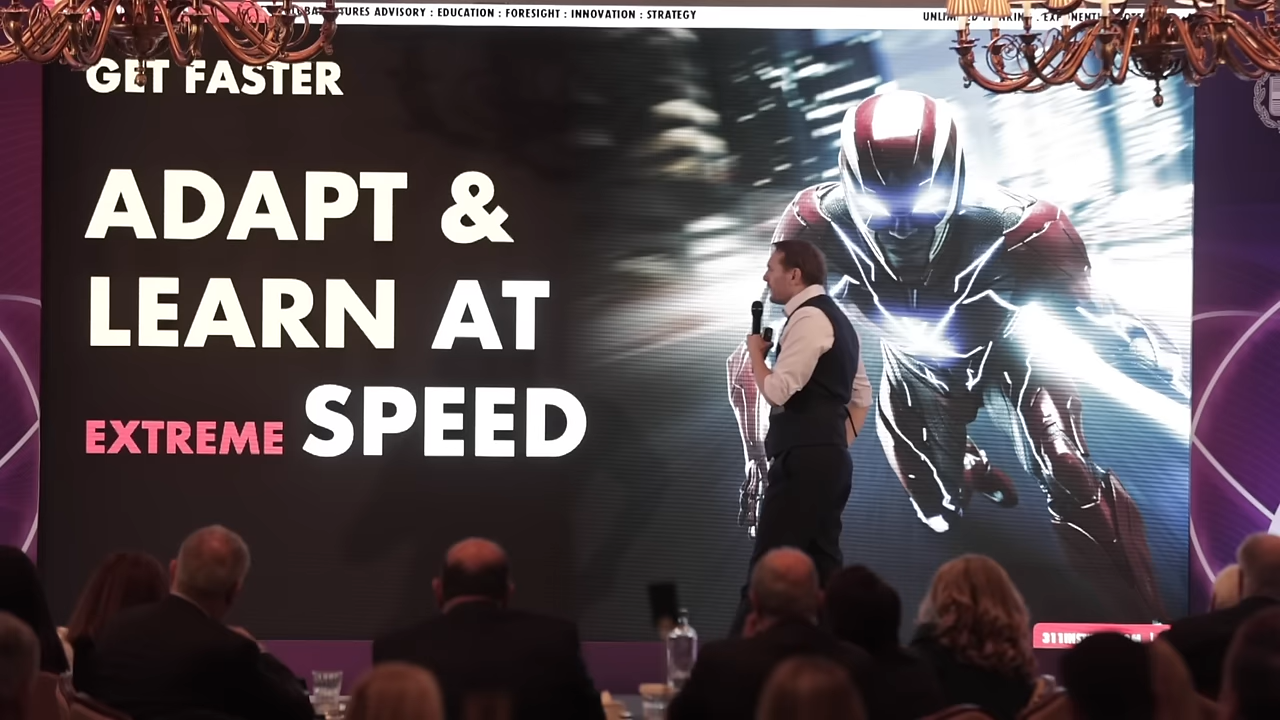 ADVISORY : EDUCATION : FORESIGHT : INNOVATION : STRATEGY
GET FASTER
ADAPT &
LEARN AT
EXTREME SPEED